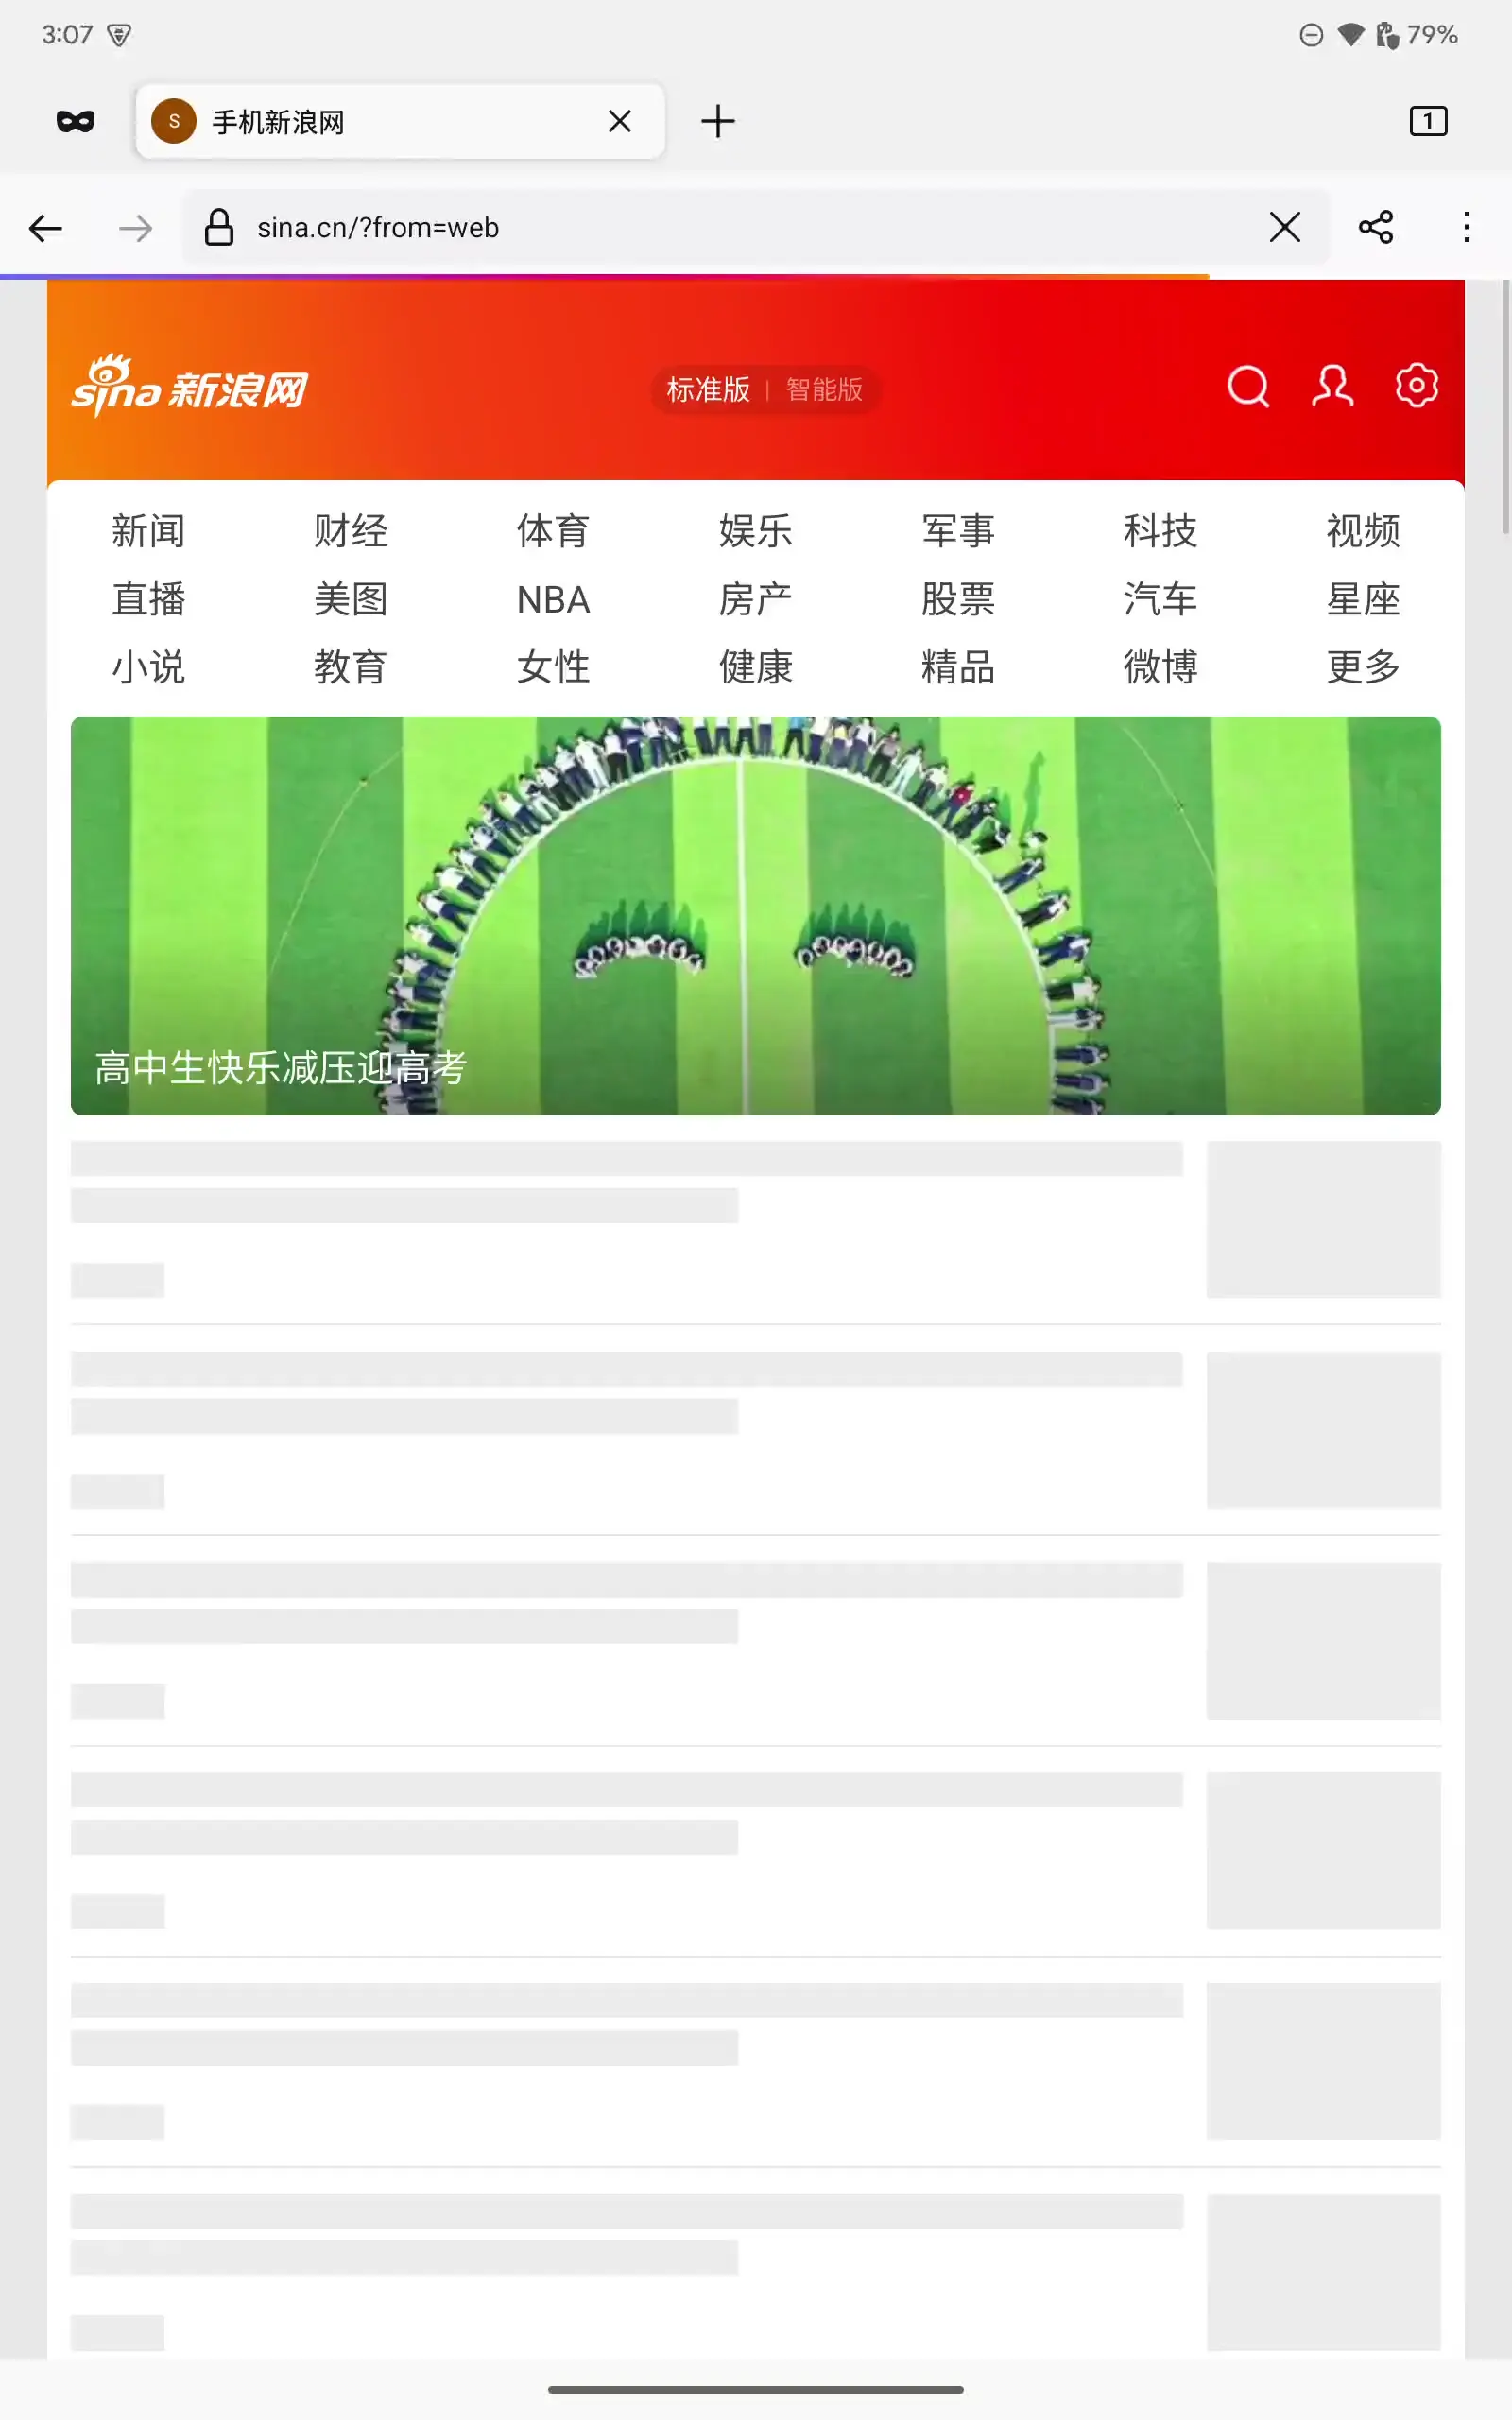 3:07
79%
S 手机新浪网
1
sina.cn/?from=web
sina 新浪网
标准版 | 智能版
新闻 财经 体育 娱乐 军事 科技 视频
直播 美图 NBA 房产 股票 汽车 星座
小说 教育 女性 健康 精品 微博 更多
高中生快乐减压迎高考